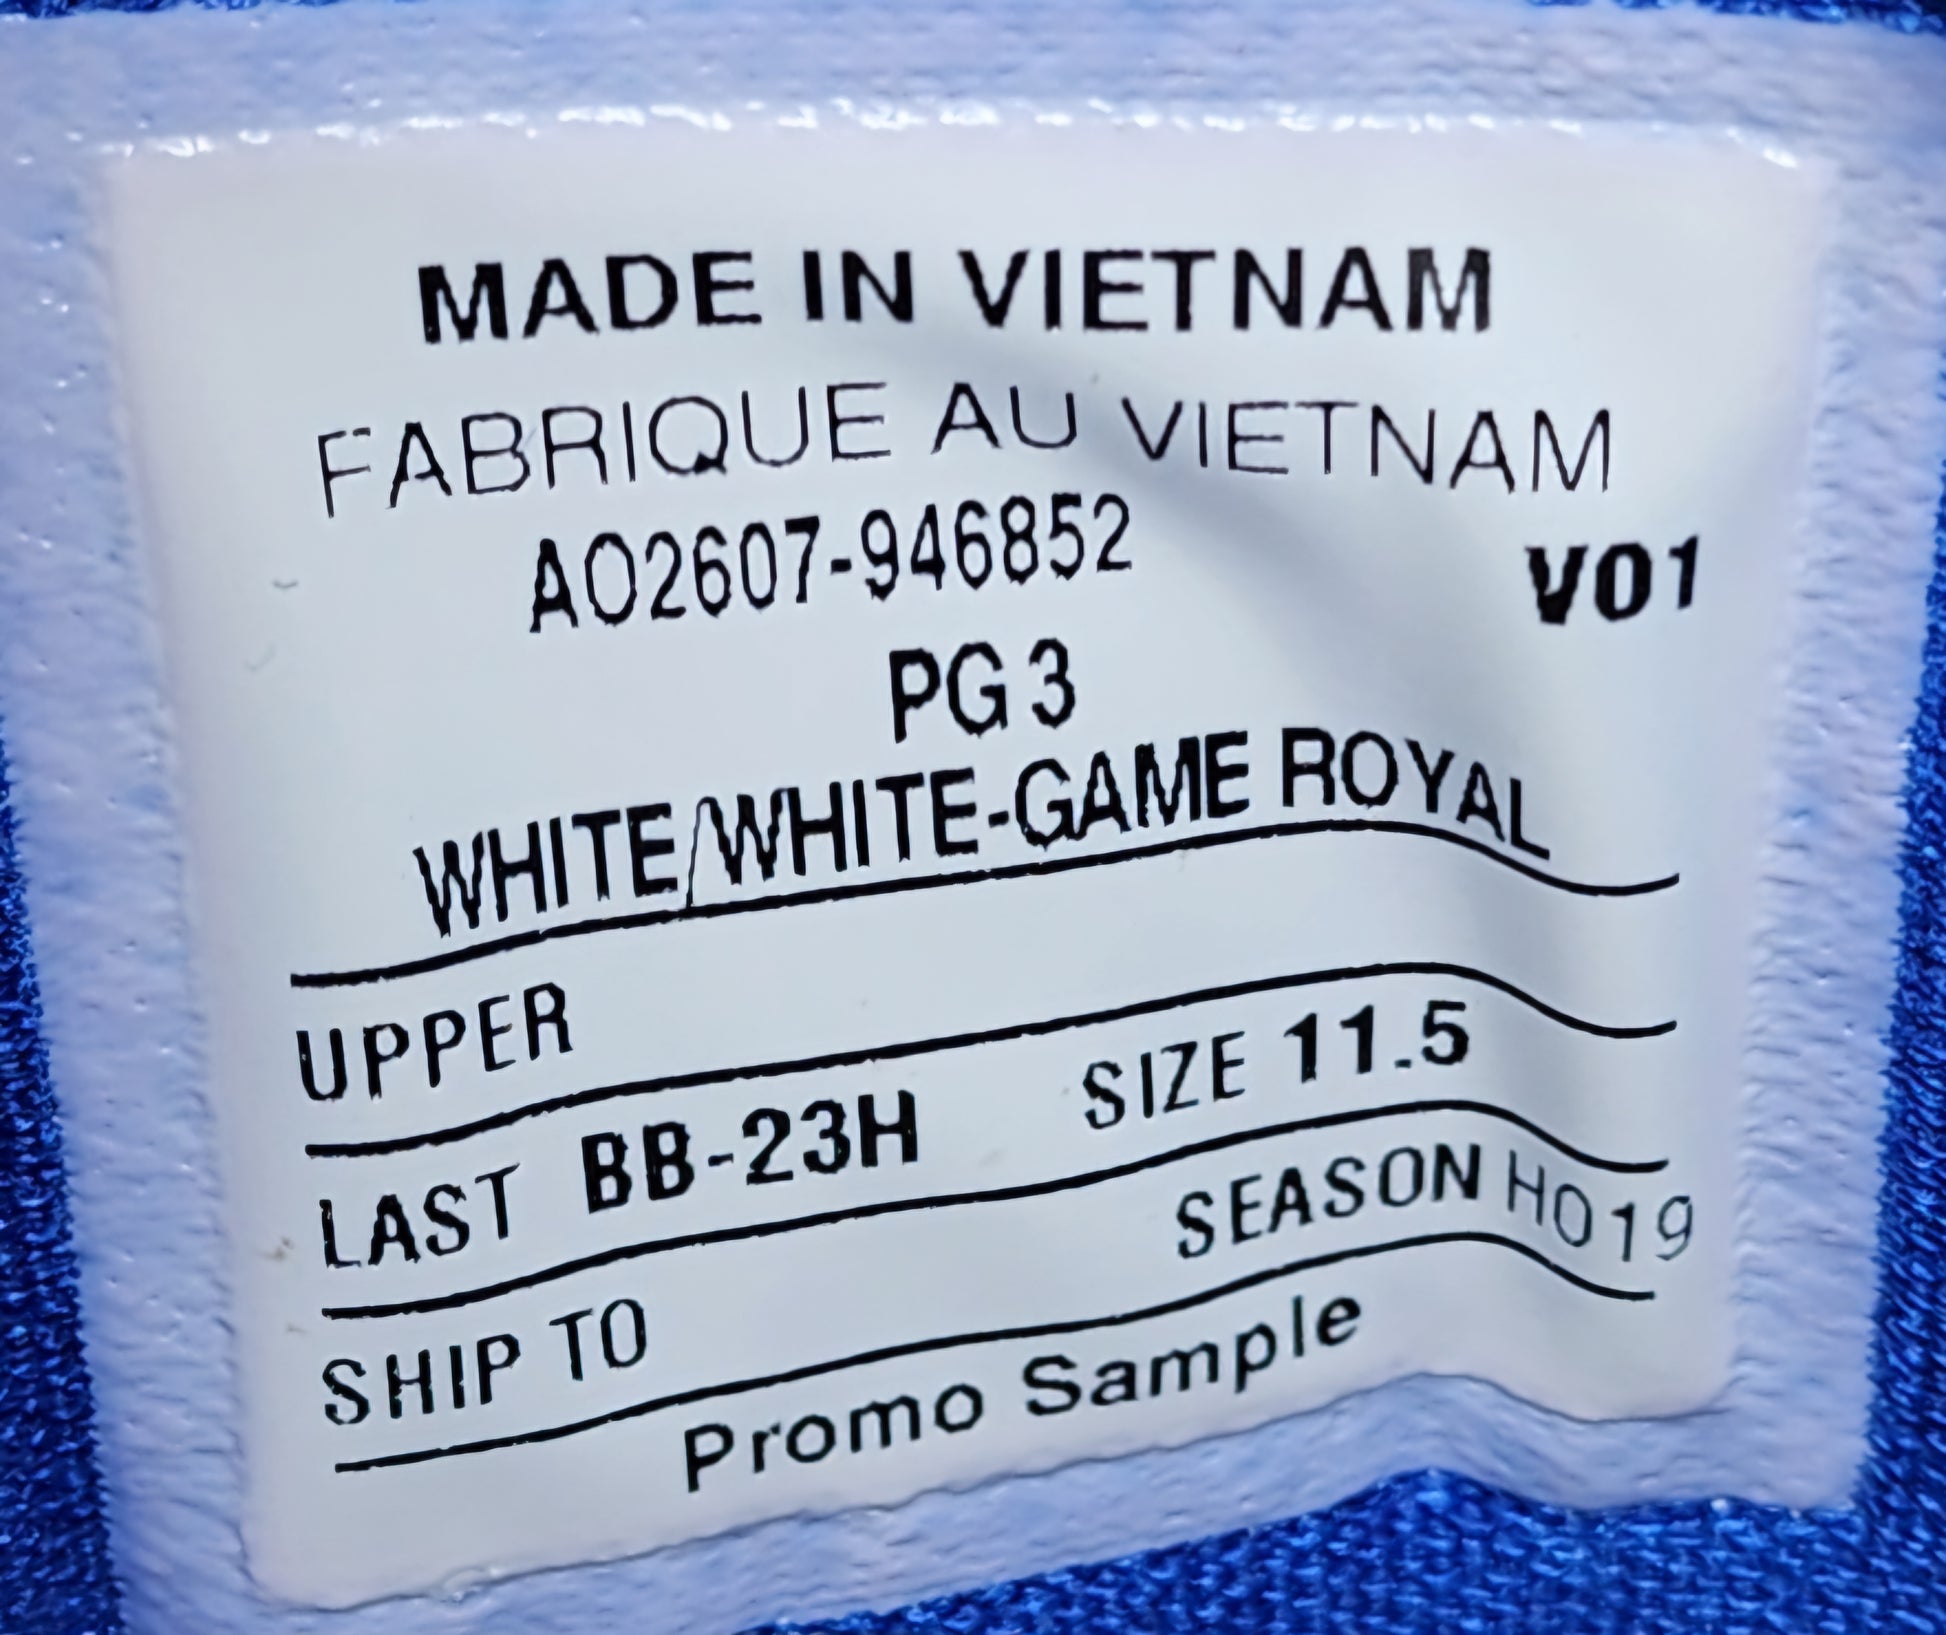 MADE IN VIETNAM
FABRIQUE AU VIETNAM
AO2607-946852 V01
PG 3
WHITE/WHITE-GAME ROYAL
UPPER
LAST BB-23H SIZE 11.5
SHIP TO SEASON HO19
Promo Sample